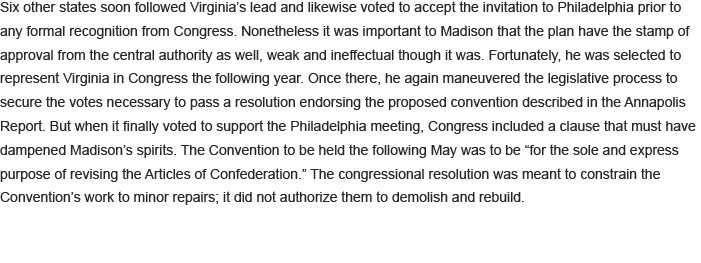 Six other states soon followed Virginia’s lead and likewise voted to accept the invitation to Philadelphia prior to
any formal recognition from Congress. Nonetheless it was important to Madison that the plan have the stamp of
approval from the central authority as well, weak and ineffectual though it was. Fortunately, he was selected to
represent Virginia in Congress the following year. Once there, he again maneuvered the legislative process to
secure the votes necessary to pass a resolution endorsing the proposed convention described in the Annapolis
Report. But when it finally voted to support the Philadelphia meeting, Congress included a clause that must have
dampened Madison’s spirits. The Convention to be held the following May was to be “for the sole and express
purpose of revising the Articles of Confederation.” The congressional resolution was meant to constrain the
Convention’s work to minor repairs; it did not authorize them to demolish and rebuild.